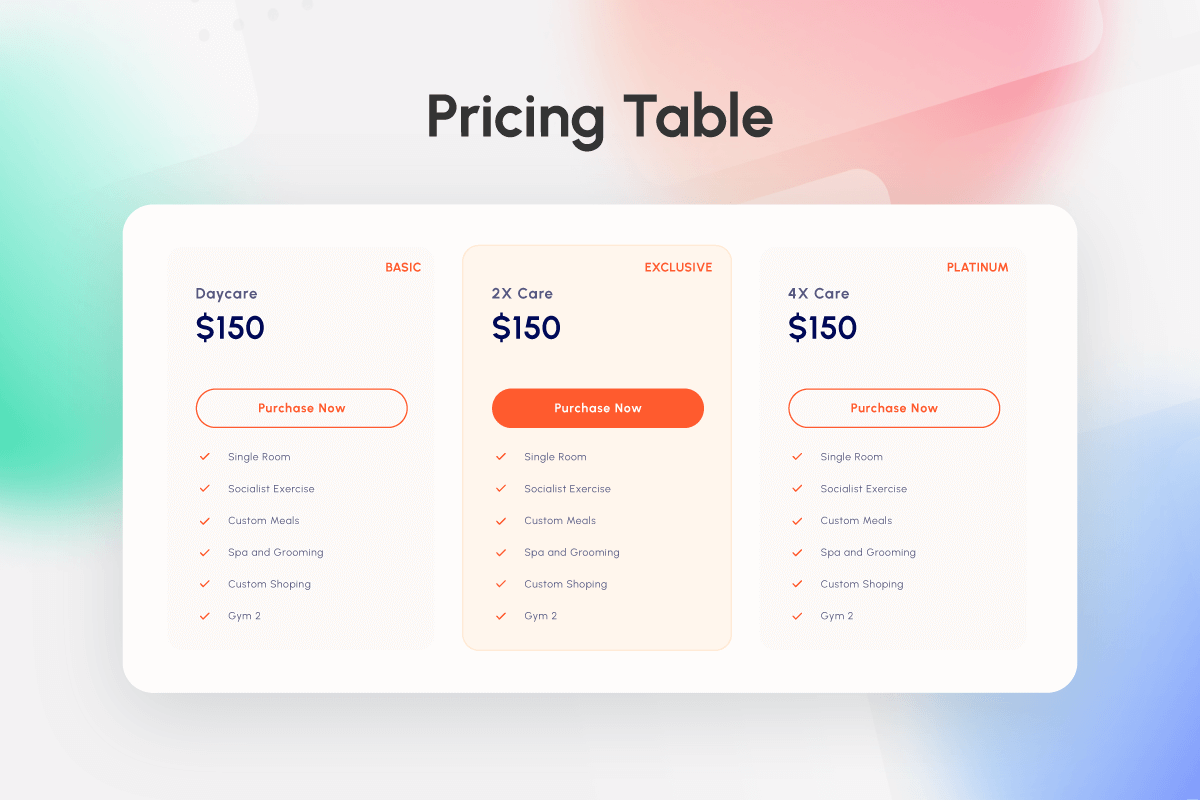 Pricing Table
BASIC
Daycare
$150
Purchase Now
Single Room
Socialist Exercise
Custom Meals
Spa and Grooming
Custom Shoping
Gym 2
EXCLUSIVE
2X Care
$150
Purchase Now
Single Room
Socialist Exercise
Custom Meals
Spa and Grooming
Custom Shoping
Gym 2
PLATINUM
4X Care
$150
Purchase Now
Single Room
Socialist Exercise
Custom Meals
Spa and Grooming
Custom Shoping
Gym 2